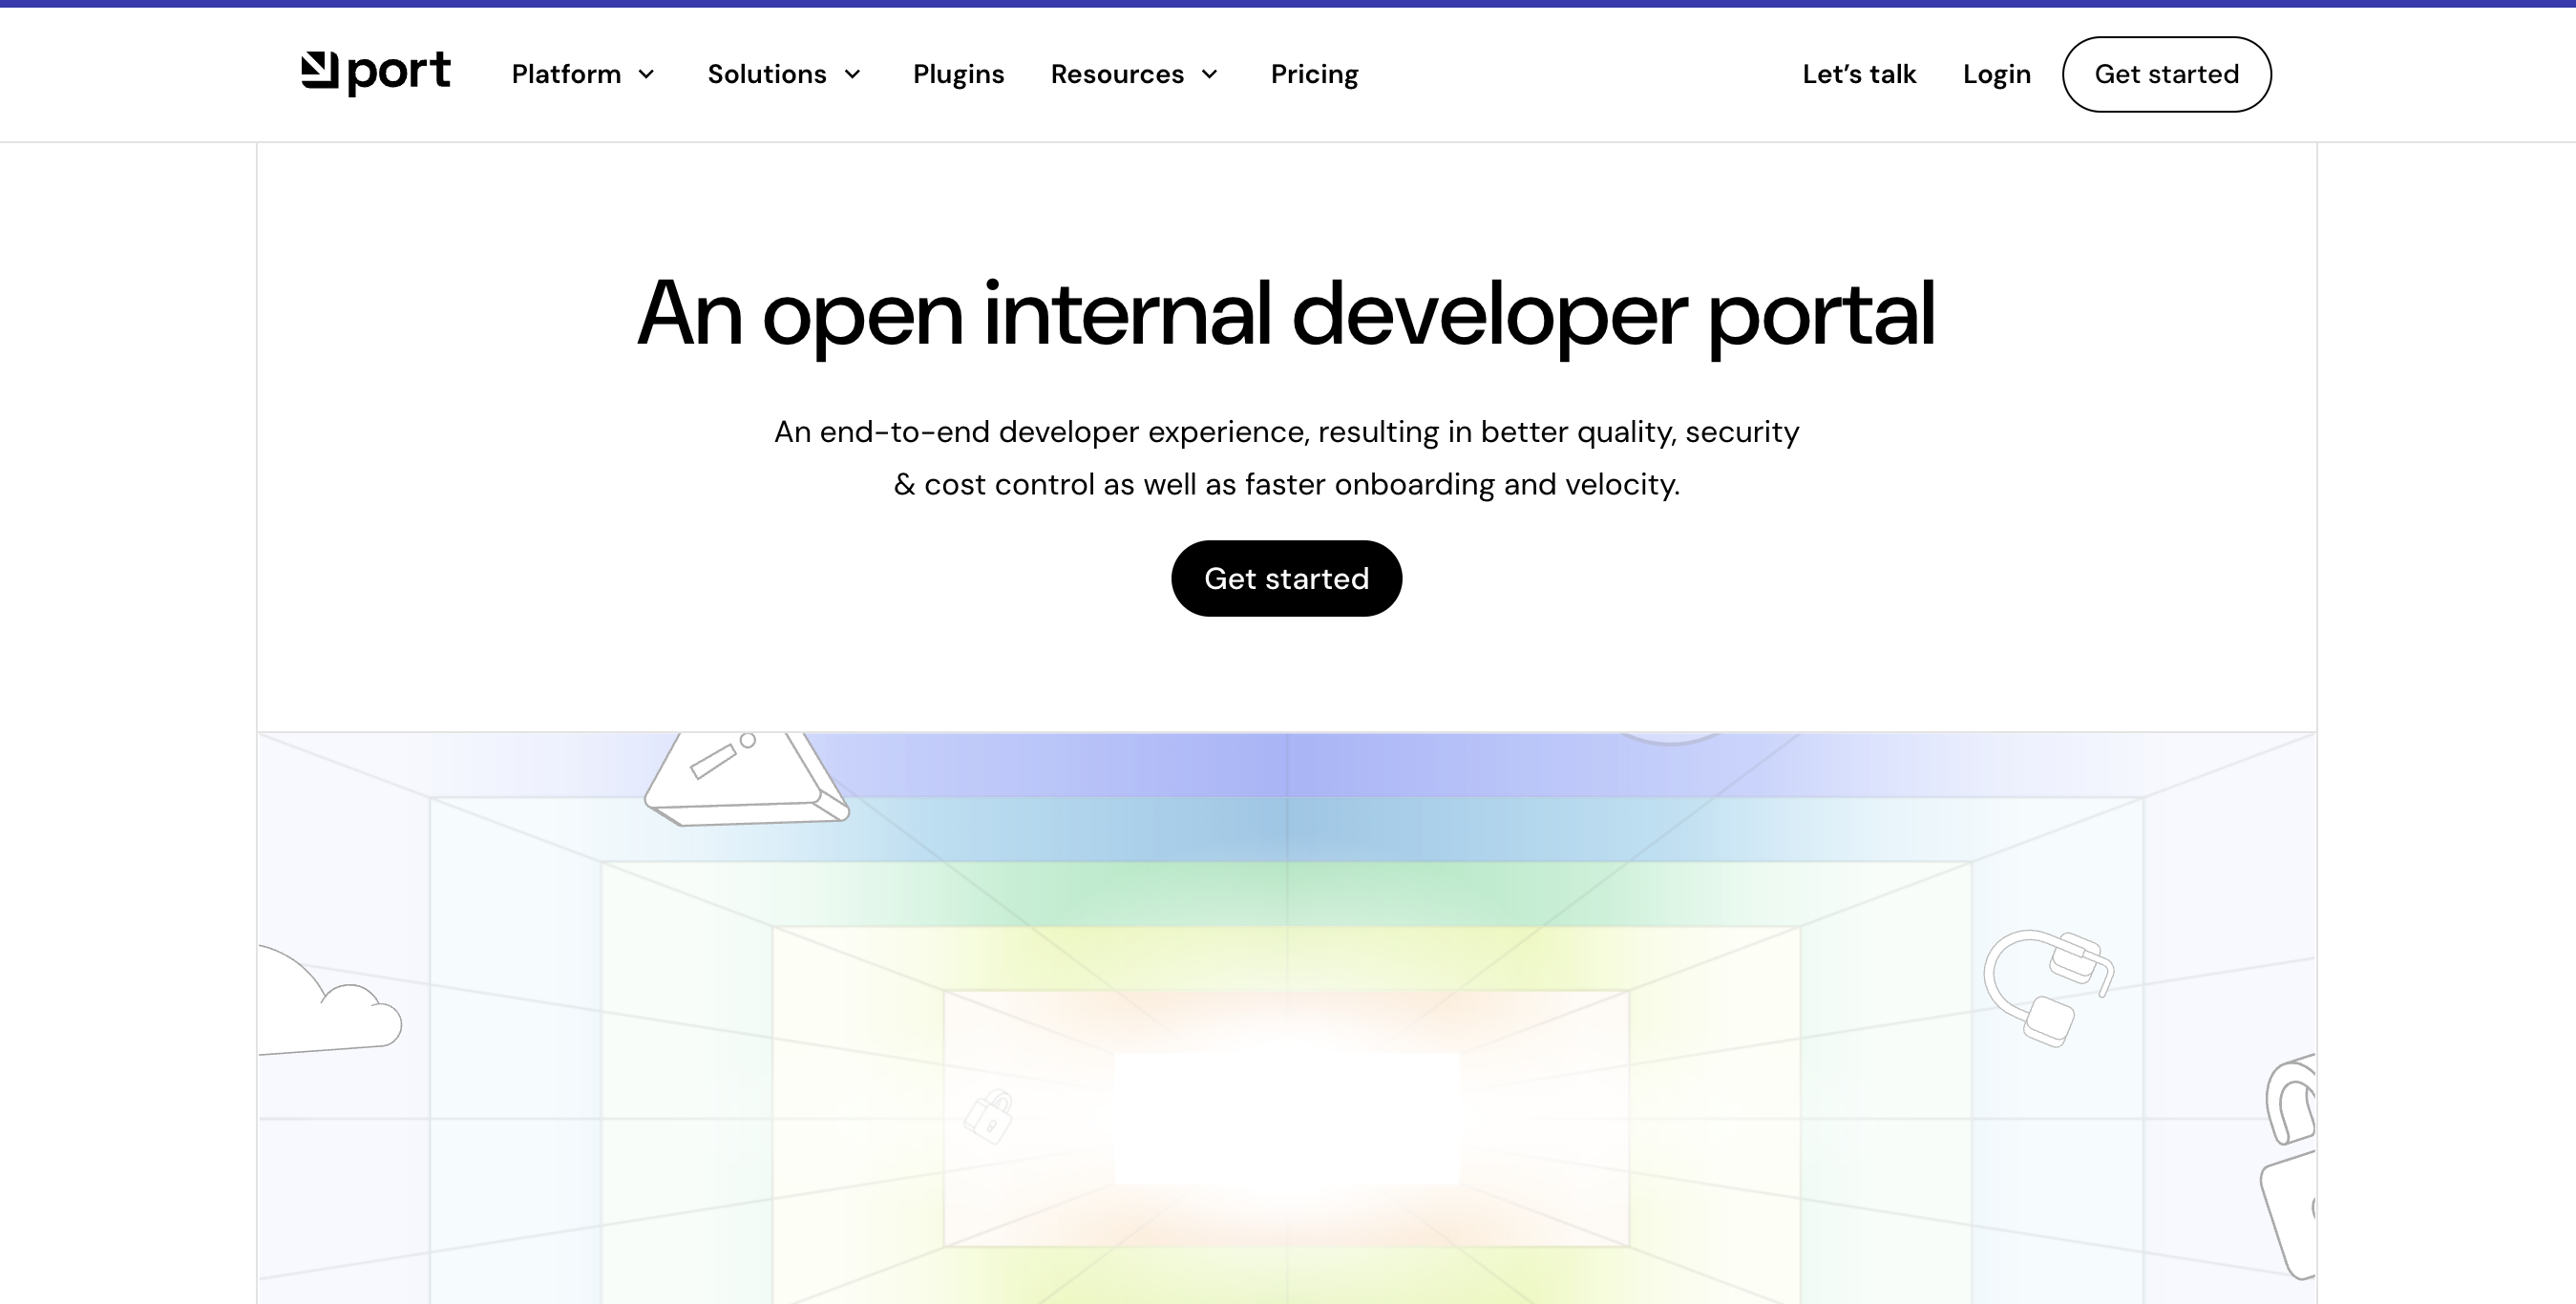 port
Platform
Solutions
Plugins
Resources
Pricing
Let’s talk
Login
Get started
An open internal developer portal
An end-to-end developer experience, resulting in better quality, security
& cost control as well as faster onboarding and velocity.
Get started